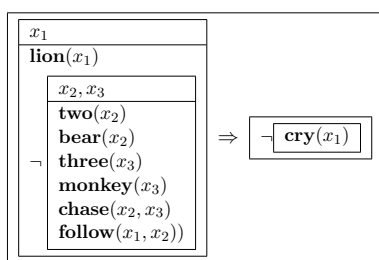 x₁
lion(x₁)
x₂, x₃
two(x₂)
bear(x₂)
three(x₃)
¬ monkey(x₃)
chase(x₂, x₃)
follow(x₁, x₂))
⇒ ¬ cry(x₁)